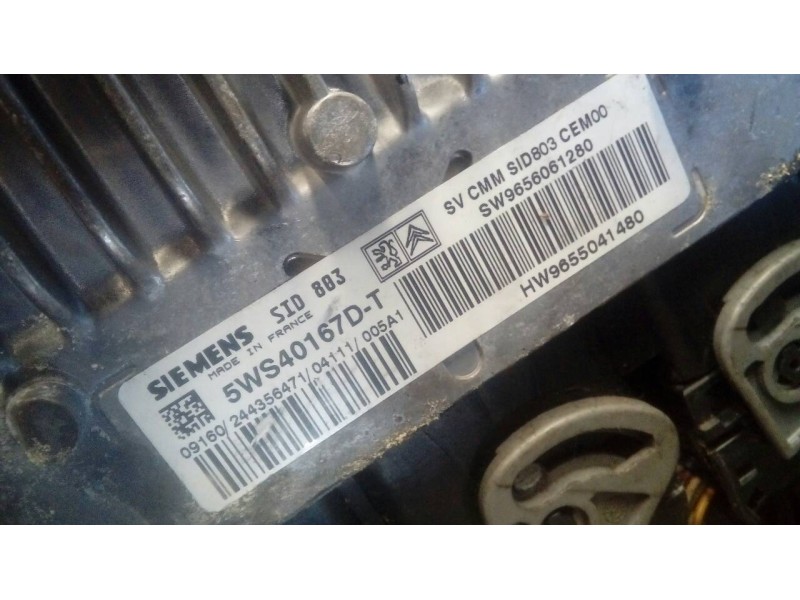 SIEMENS SID 803
MADE IN FRANCE
5WS40167D-T
09160/244356471/04111/005A1
SV CMM SID803 CEM00
SW9656061280
HW9655041480